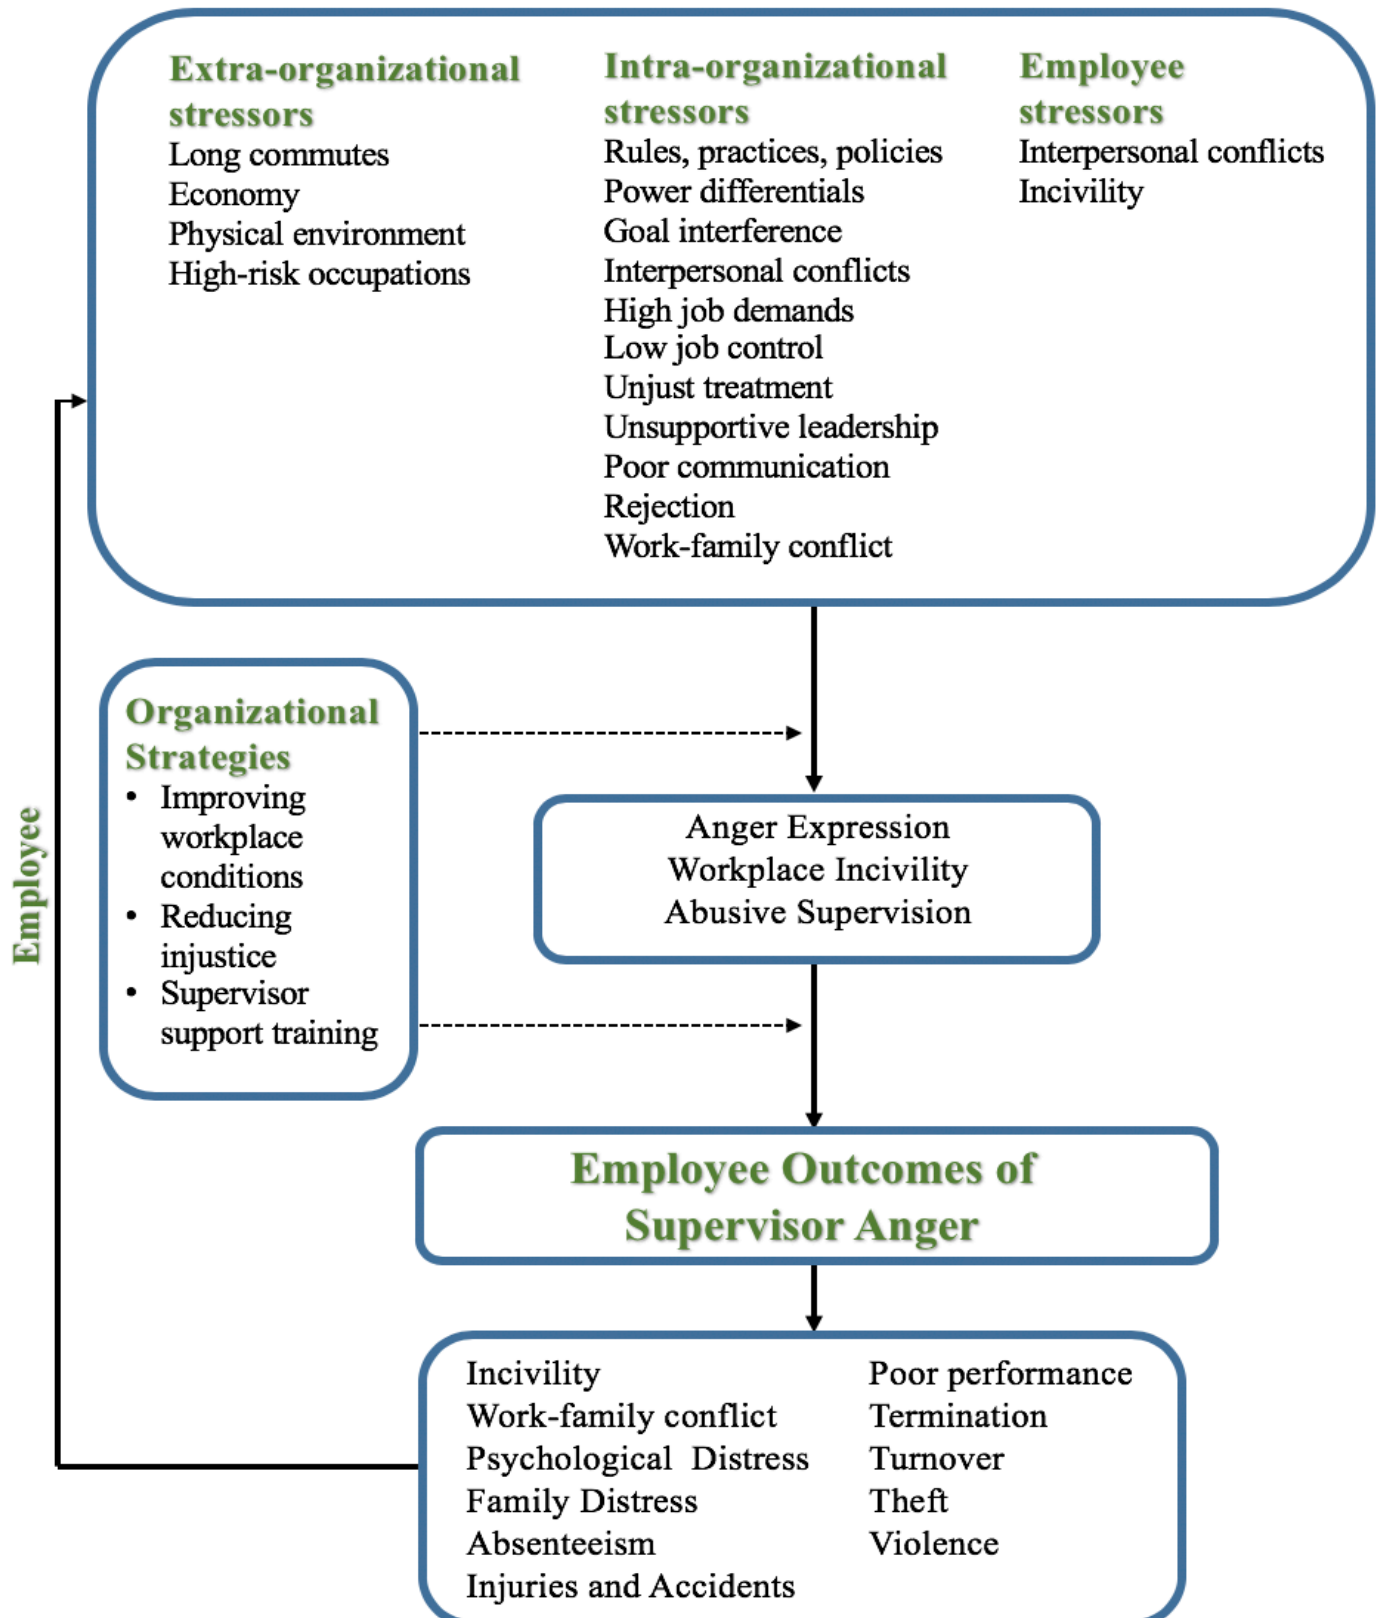 Extra-organizational
stressors
Long commutes
Economy
Physical environment
High-risk occupations
Intra-organizational
stressors
Rules, practices, policies
Power differentials
Goal interference
Interpersonal conflicts
High job demands
Low job control
Unjust treatment
Unsupportive leadership
Poor communication
Rejection
Work-family conflict
Employee
stressors
Interpersonal conflicts
Incivility
Organizational
Strategies
• Improving
workplace
conditions
• Reducing
injustice
• Supervisor
support training
Employee
Anger Expression
Workplace Incivility
Abusive Supervision
Employee Outcomes of
Supervisor Anger
Incivility
Work-family conflict
Psychological Distress
Family Distress
Absenteeism
Injuries and Accidents
Poor performance
Termination
Turnover
Theft
Violence